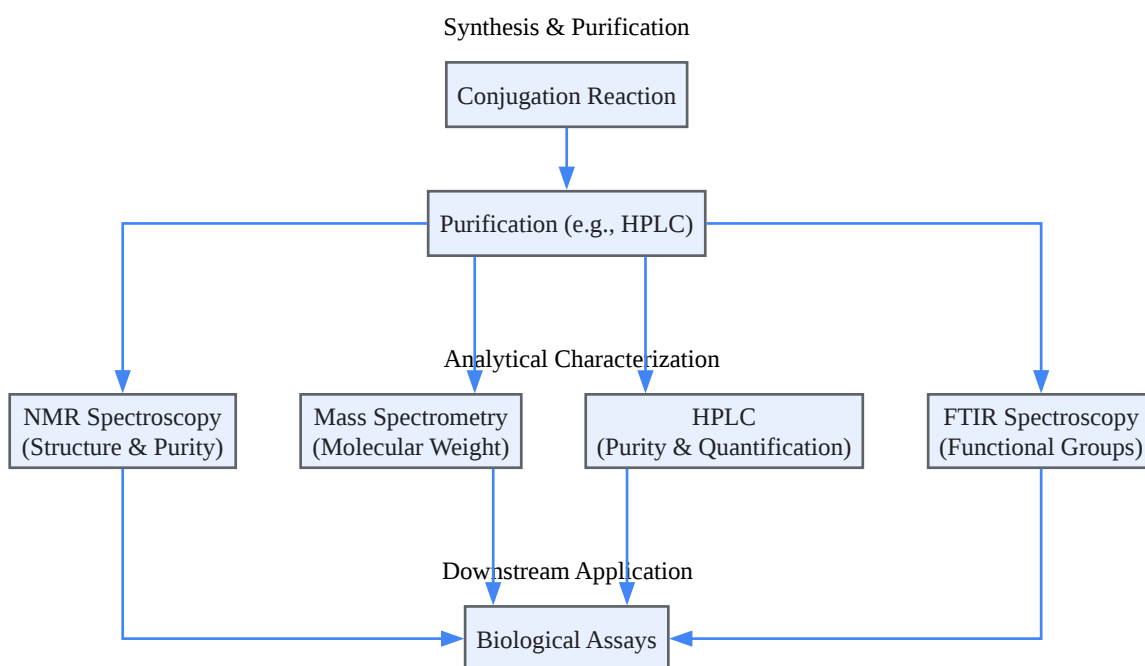 Synthesis & Purification
Conjugation Reaction
Purification (e.g., HPLC)
Analytical Characterization
NMR Spectroscopy
(Structure & Purity)
Mass Spectrometry
(Molecular Weight)
HPLC
(Purity & Quantification)
FTIR Spectroscopy
(Functional Groups)
Downstream Application
Biological Assays